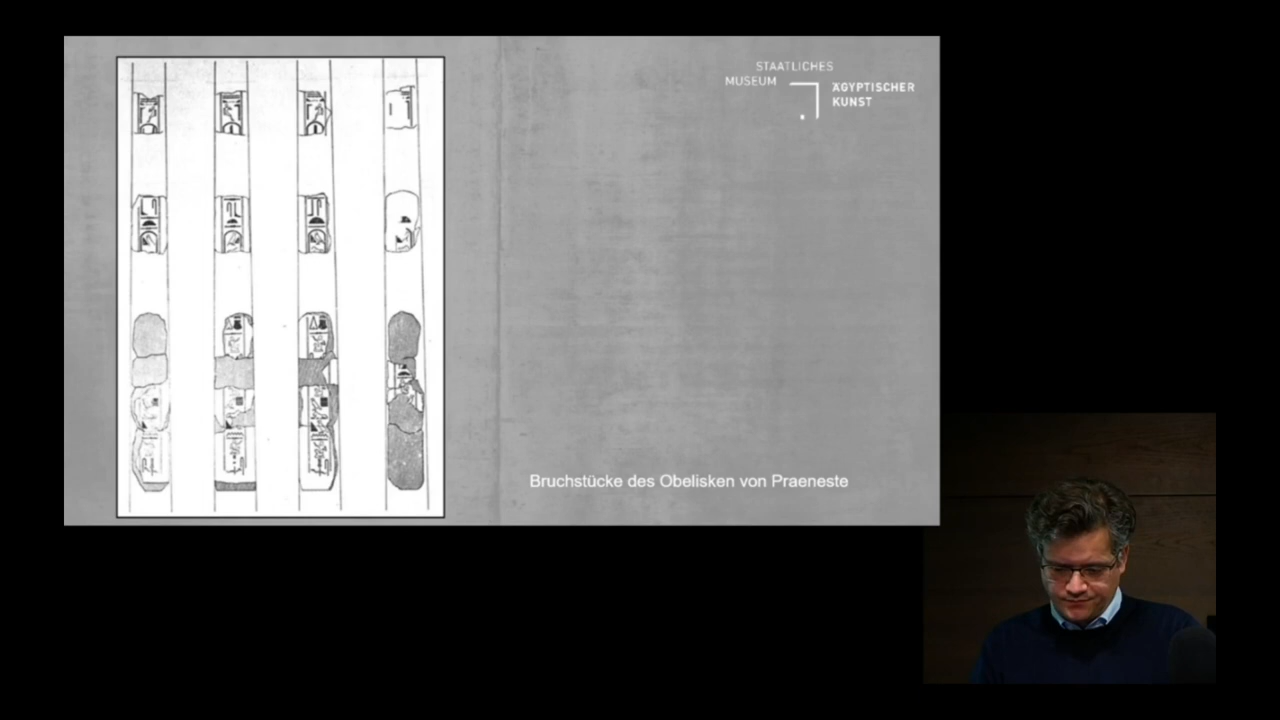 STAATLICHES
MUSEUM
ÄGYPTISCHER
KUNST
Bruchstücke des Obelisken von Praeneste